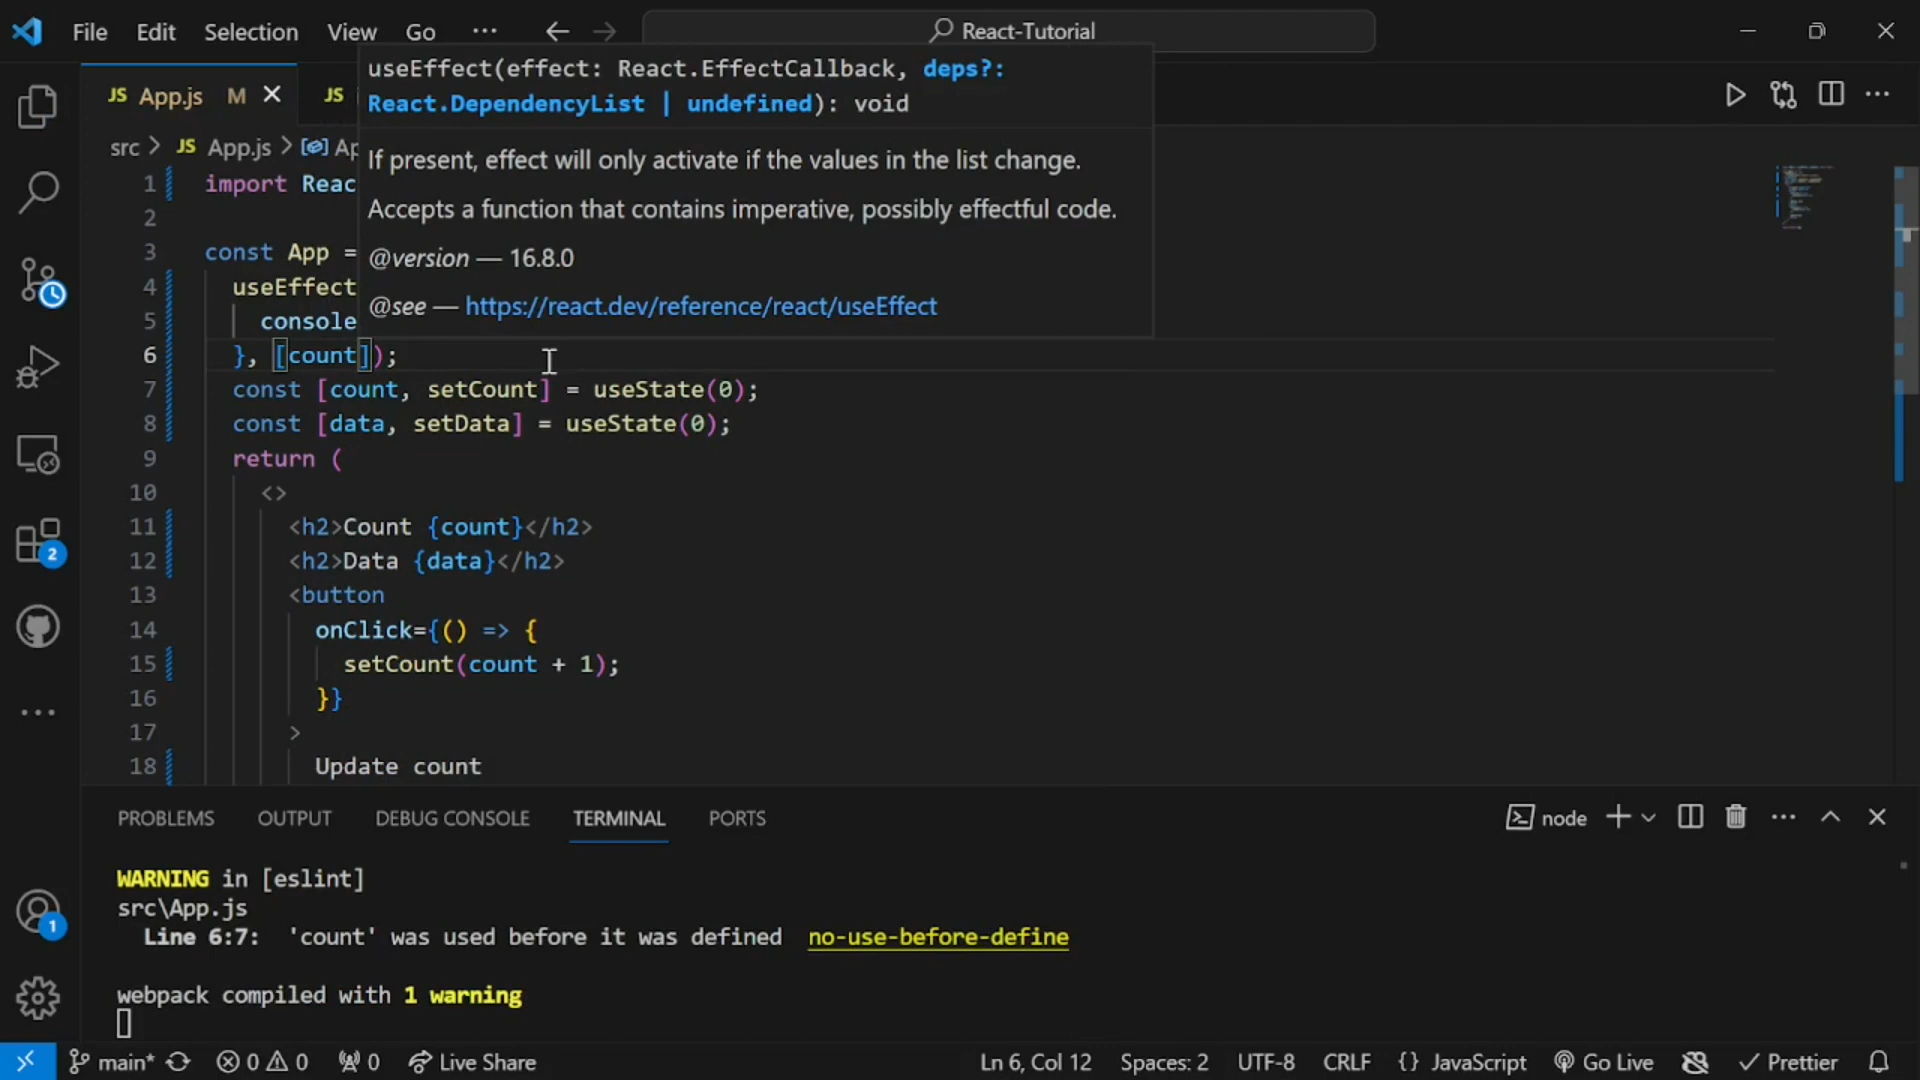 File Edit Selection View Go ··· React-Tutorial
JS App.js M JS
useEffect(effect: React.EffectCallback, deps?:
React.DependencyList | undefined): void
src > JS App.js > Ap
If present, effect will only activate if the values in the list change.
Accepts a function that contains imperative, possibly effectful code.
@version — 16.8.0
@see — https://react.dev/reference/react/useEffect
1 import Reac
2
3 const App =
4 useEffect
5 console
6 }, [count]);
7 const [count, setCount] = useState(0);
8 const [data, setData] = useState(0);
9 return (
10 <>
11 <h2>Count {count}</h2>
12 <h2>Data {data}</h2>
13 <button
14 onClick={() => {
15 setCount(count + 1);
16 }}
17 >
18 Update count
2
1
PROBLEMS OUTPUT DEBUG CONSOLE TERMINAL PORTS node
WARNING in [eslint]
src\App.js
Line 6:7: 'count' was used before it was defined no-use-before-define
webpack compiled with 1 warning
main* 0 0 0 Live Share Ln 6, Col 12 Spaces: 2 UTF-8 CRLF {} JavaScript Go Live Prettier